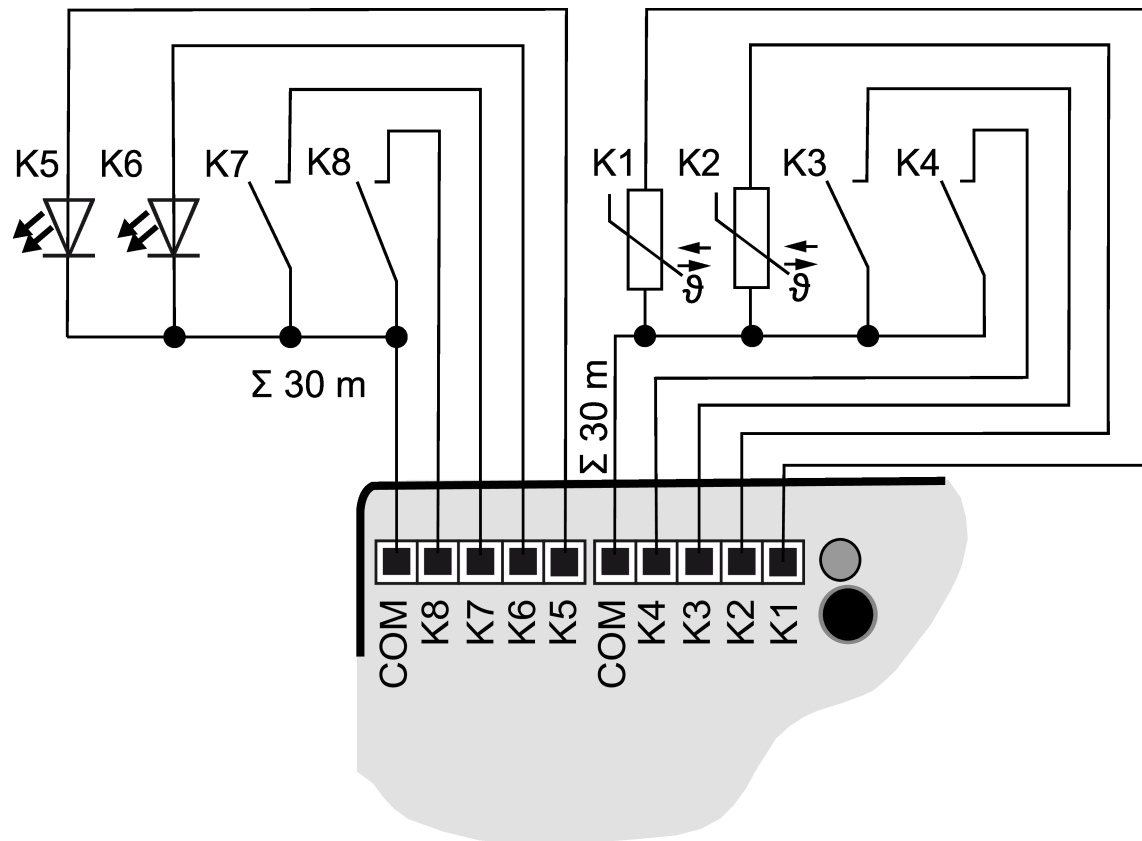 K5 K6 K7 K8 K1 K2 K3 K4
ϑ ϑ
Σ 30 m
Σ 30 m
COM
K8
K7
K6
K5
COM
K4
K3
K2
K1